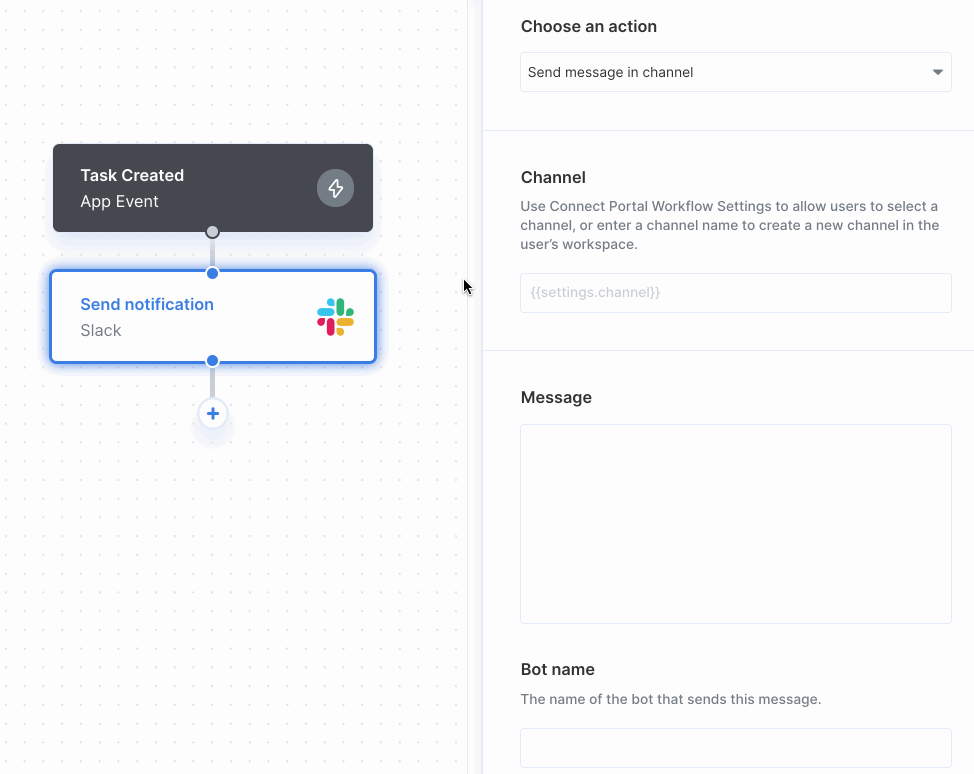 Task Created
App Event
Send notification
Slack
Choose an action
Send message in channel
Channel
Use Connect Portal Workflow Settings to allow users to select a
channel, or enter a channel name to create a new channel in the
user’s workspace.
{{settings.channel}}
Message
Bot name
The name of the bot that sends this message.